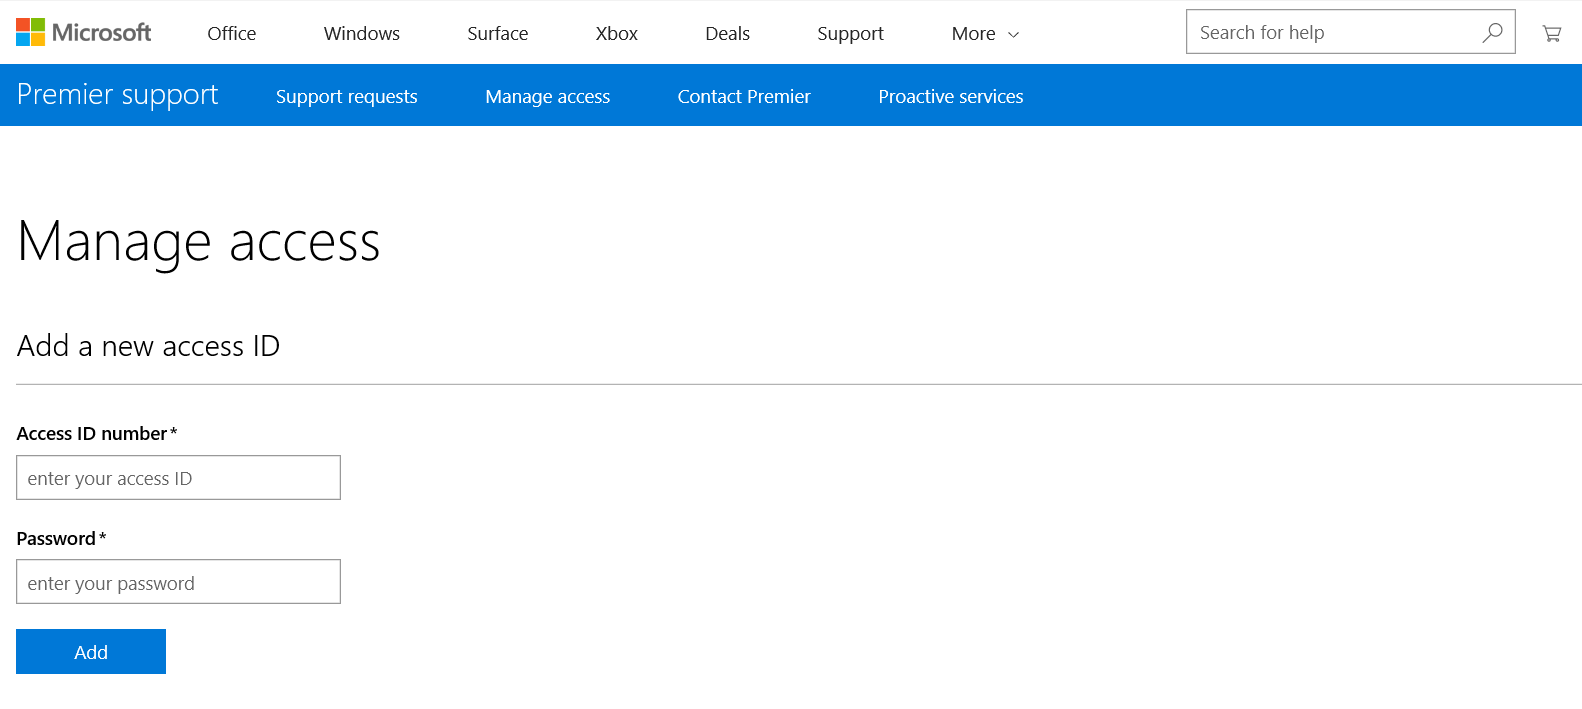 Microsoft Office Windows Surface Xbox Deals Support More Search for help
Premier support Support requests Manage access Contact Premier Proactive services
Manage access
Add a new access ID
Access ID number*
enter your access ID
Password*
enter your password
Add